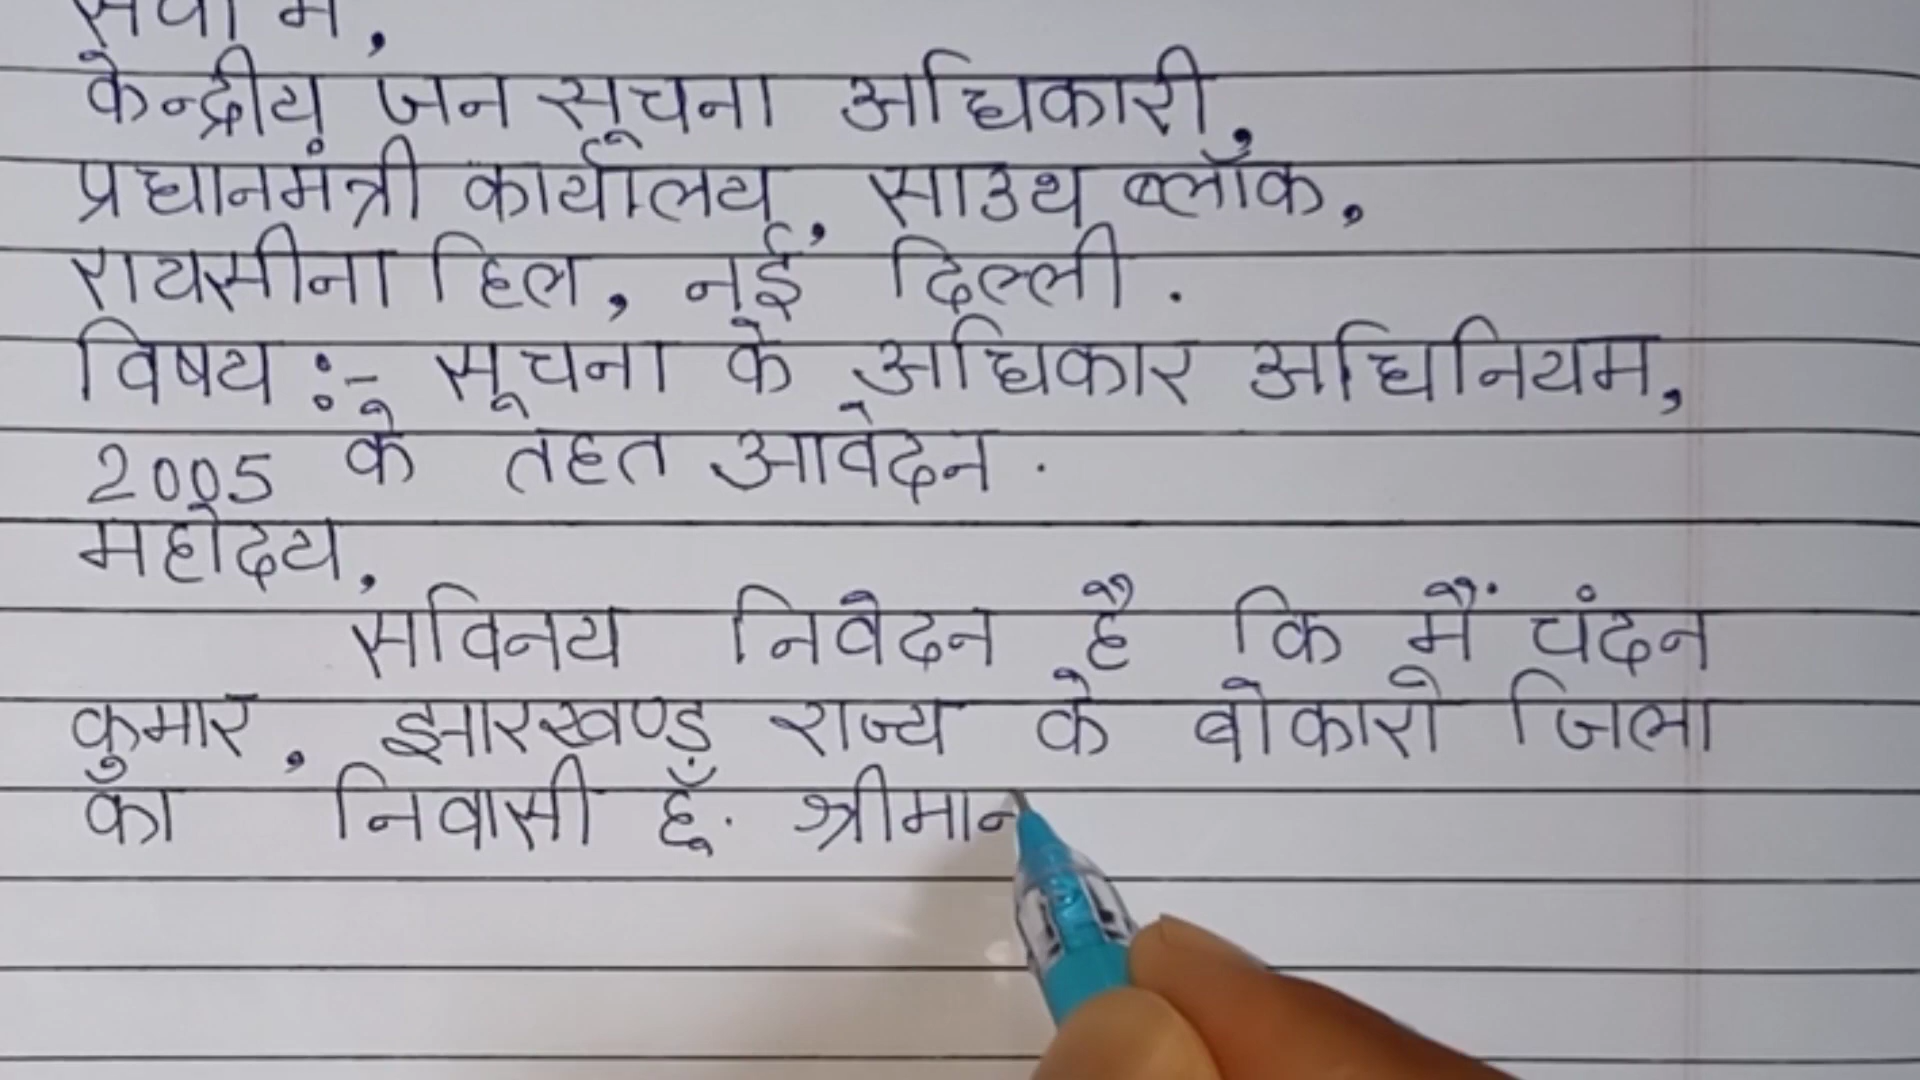 सेवा में,
केन्द्रीय जन सूचना अधिकारी,
प्रधानमंत्री कार्यालय, साउथ ब्लॉक,
रायसीना हिल, नई दिल्ली.
विषय :- सूचना के अधिकार अधिनियम,
2005 के तहत आवेदन.
महोदय,
सविनय निवेदन है कि मैं चंदन
कुमार, झारखण्ड़ राज्य के बोकारो जिला
का निवासी हूँ. श्रीमान